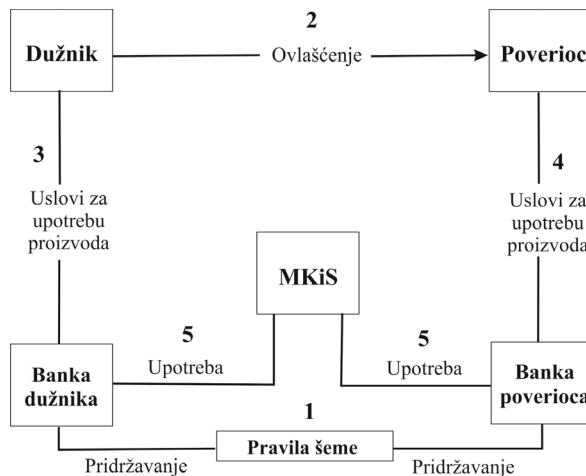 2
Dužnik
Ovlašćenje
Poverioc
3
4
Uslovi za
upotrebu
proizvoda
Uslovi za
upotrebu
proizvoda
MKiS
5
Upotreba
5
Upotreba
Banka
dužnika
Banka
poverioca
1
Pravila šeme
Pridržavanje
Pridržavanje